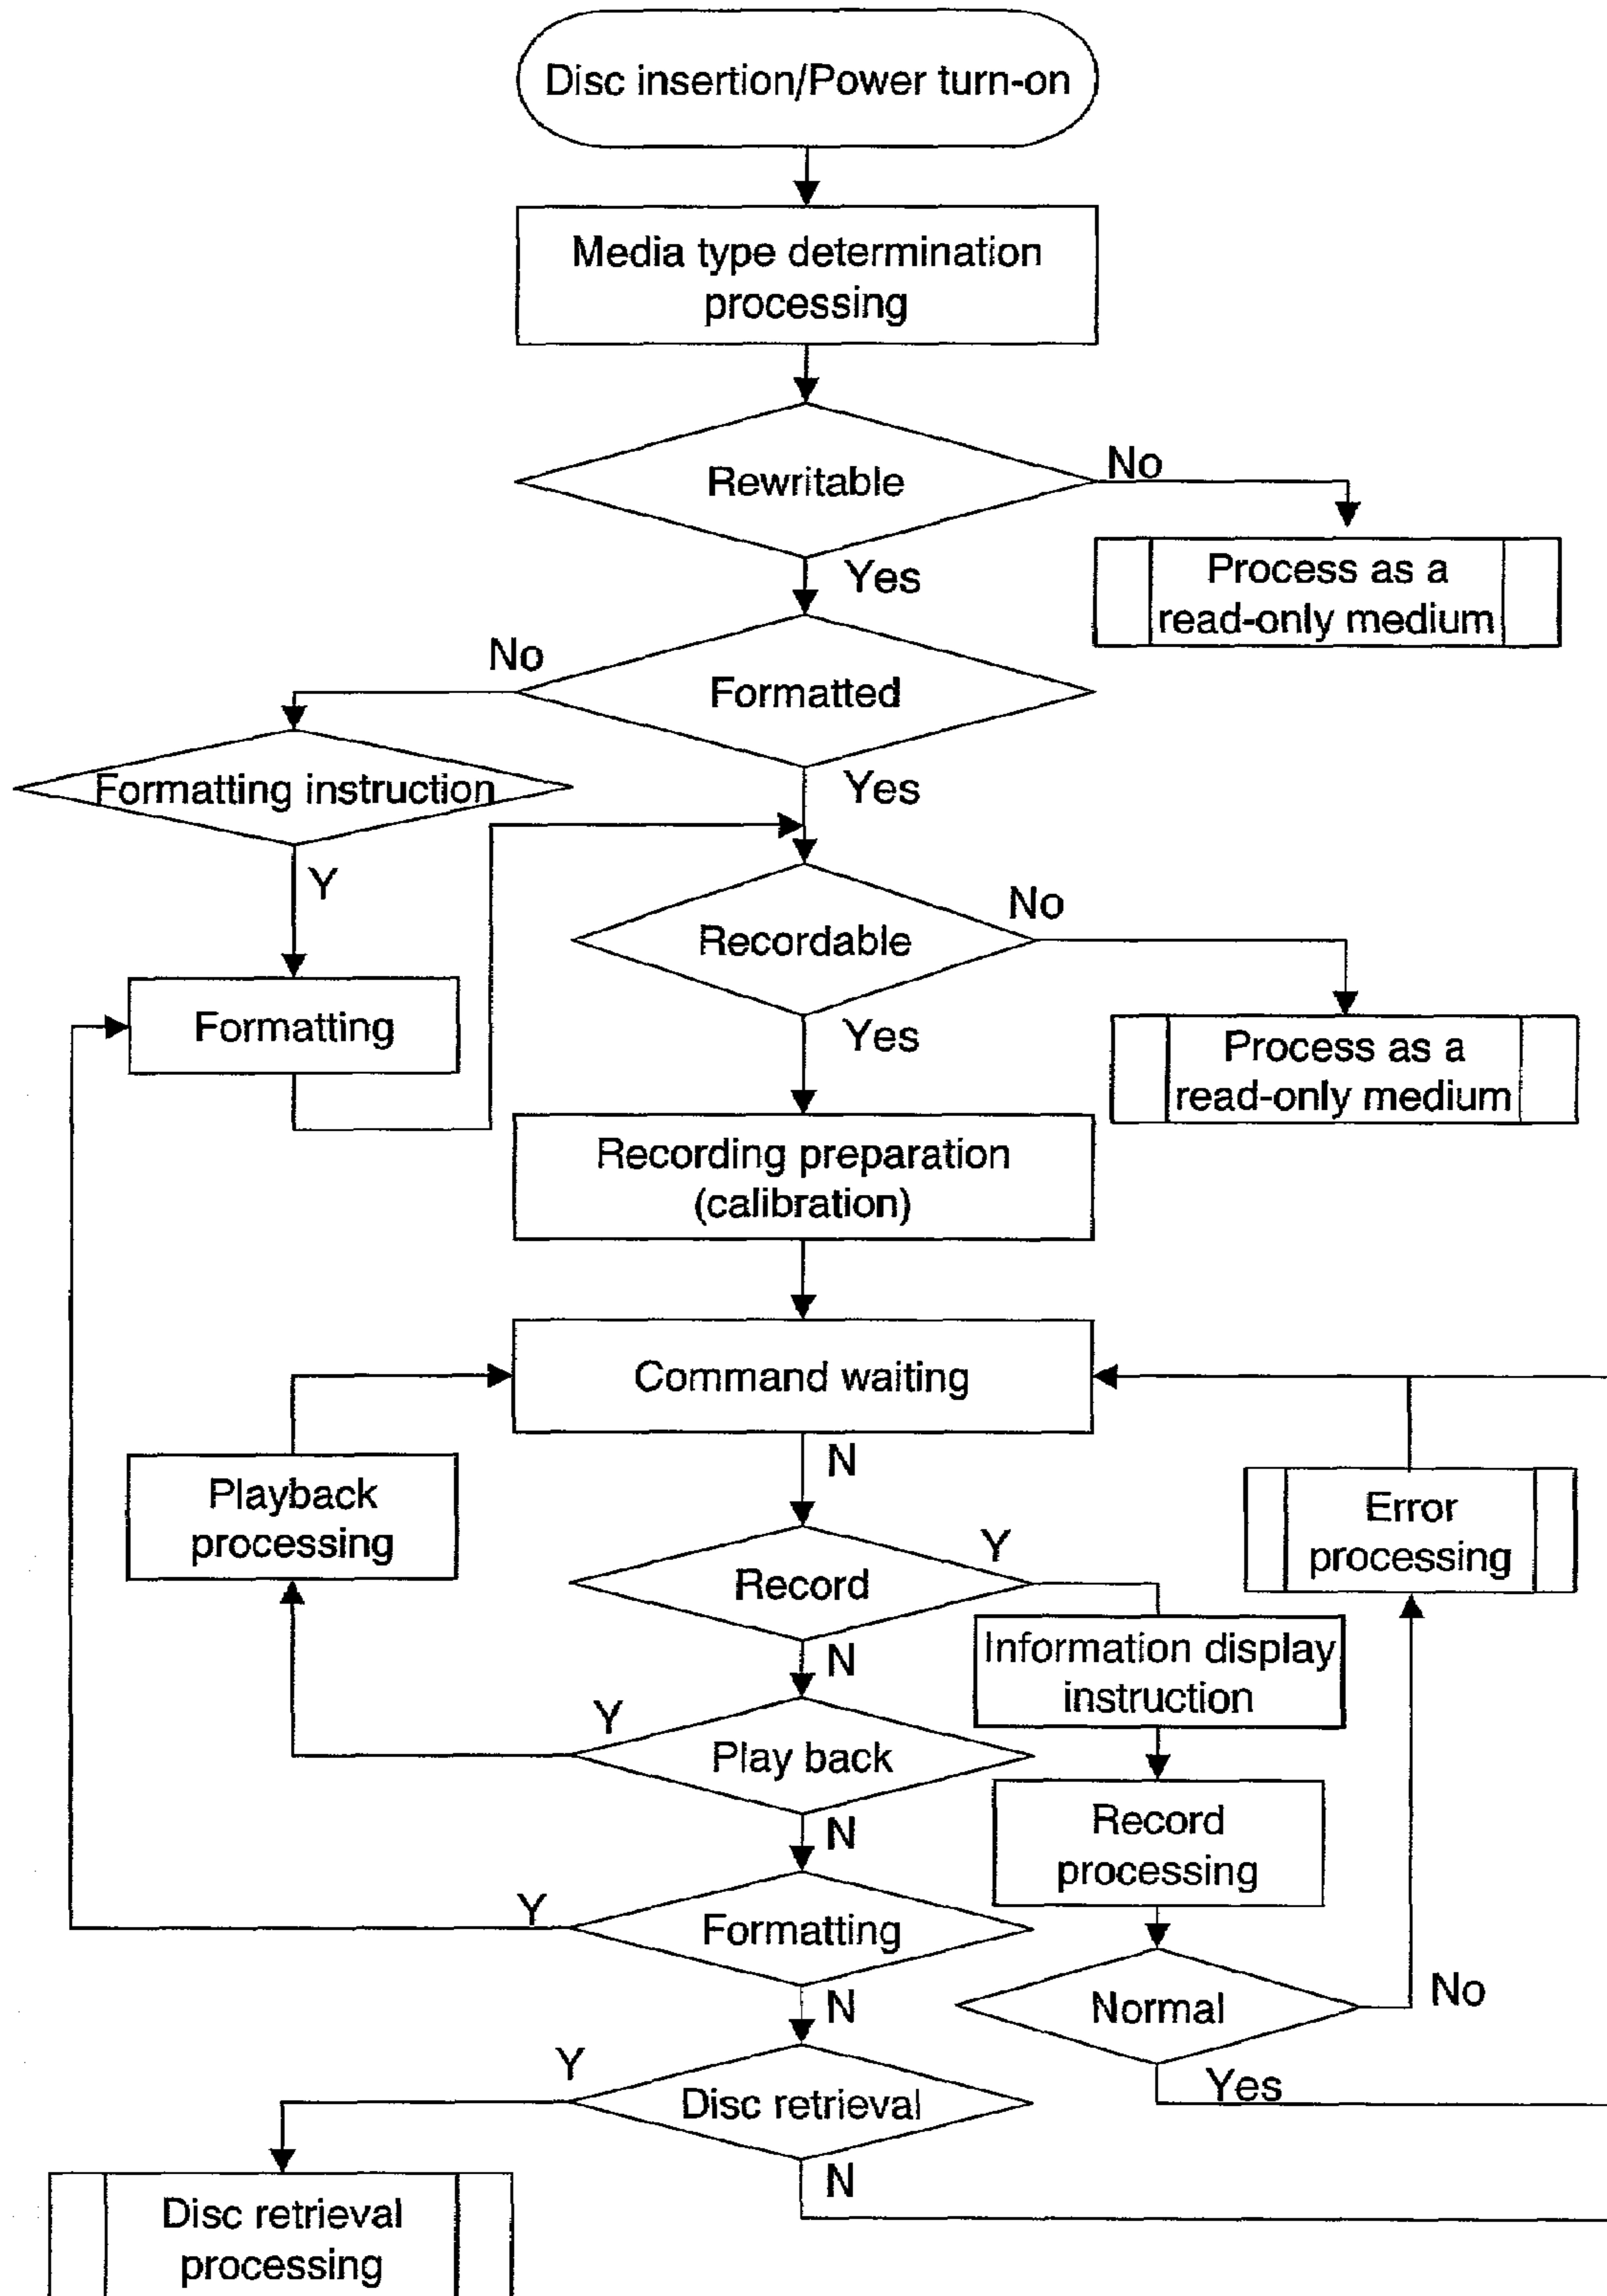 Disc insertion/Power turn-on
Media type determination
processing
Rewritable
No
Yes
Process as a
read-only medium
No
Formatted
Formatting instruction
Yes
Y
Recordable
No
Formatting
Yes
Process as a
read-only medium
Recording preparation
(calibration)
Command waiting
N
Playback
processing
Error
processing
Y
Record
N
Information display
instruction
Y
Play back
Record
processing
N
Y
Formatting
N
Normal
No
Y
Disc retrieval
Yes
N
Disc retrieval
processing